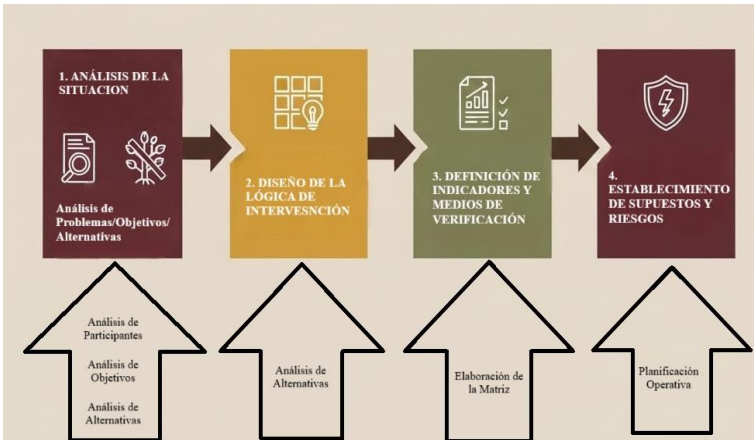 1. ANÁLISIS DE LA
SITUACION
Análisis de
Problemas/Objetivos/
Alternativas
2. DISEÑO DE LA
LÓGICA DE
INTERVESNCIÓN
3. DEFINICIÓN DE
INDICADORES Y
MEDIOS DE
VERIFICACIÓN
4.
ESTABLECIMIENTO
DE SUPUESTOS Y
RIESGOS
Análisis de
Participantes
Análisis de
Objetivos
Análisis de
Alternativas
Análisis de
Alternativas
Elaboración de
la Matriz
Planificación
Operativa